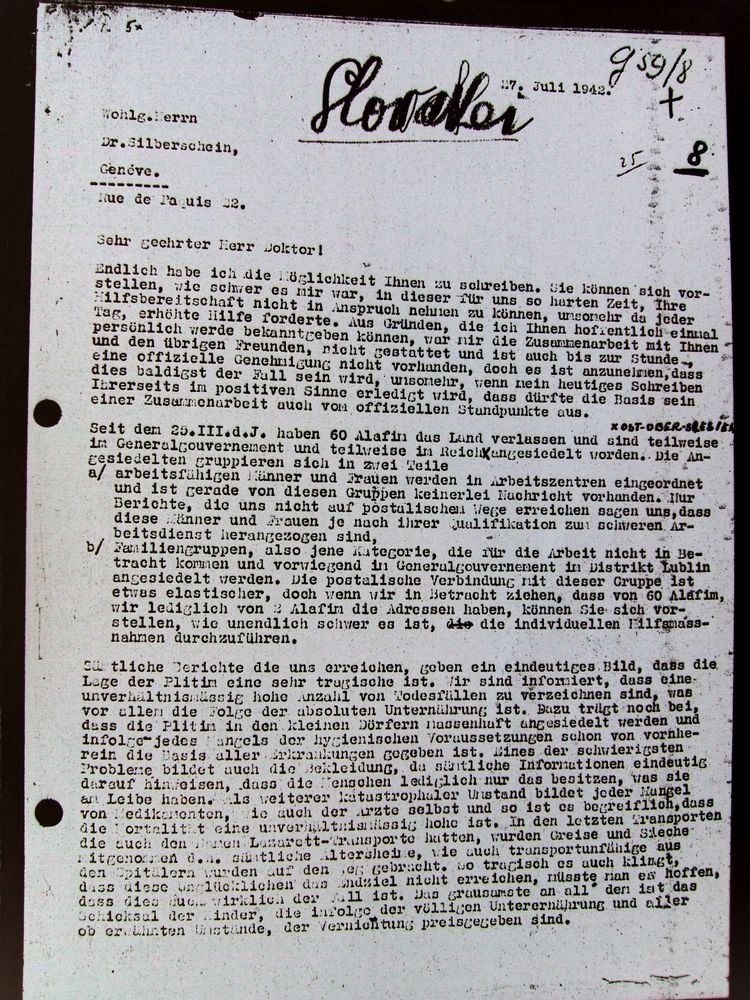 5x
959/8
+
Slovakei
27. Juli 1942.
Wohlg.Herrn
Dr.Silberschein,
25
8
Genéve.
Rue de Paquis 22.
Sehr geehrter Herr Doktor!
Endlich habe ich die Möglichkeit Ihnen zu schreiben. Sie können sich vor-
stellen, wie schwer es mir war, in dieser für uns so harten Zeit, Ihre
Hilfsbereitschaft nicht in Anspruch nehmen zu können, umsomehr da jeder
Tag, erhöhte Hilfe forderte. Aus Gründen, die ich Ihnen hoffentlich einmal
persönlich werde bekanntgeben können, war mir die Zusammenarbeit mit Ihnen
und den übrigen Freunden, nicht gestattet und ist auch bis zur Stunde,
eine offizielle Genehmigung nicht vorhanden, doch es ist anzunehmen,dass
dies baldigst der Fall sein wird, umsomehr, wenn mein heutiges Schreiben
Ihrerseits im positiven Sinne erledigt wird, dass dürfte die Basis sein
einer Zusammenarbeit auch vom offiziellen Standpunkte aus.
x OST-OBER-SLESIEN
Seit dem 25.III.d.J. haben 60 Alafim das Land verlassen und sind teilweise
im Generalgouvernement und teilweise im Reich x angesiedelt worden. Die An-
gesiedelten gruppieren sich in zwei Teile
a/ arbeitsfähigen Männer und Frauen werden in Arbeitszentren eingeordnet
und ist gerade von diesen Gruppen keinerlei Nachricht vorhanden. Nur
Berichte, die uns nicht auf postalischem Wege erreichen sagen uns,dass
diese Männer und Frauen je nach ihrer Qualifikation zum schweren Ar-
beitsdienst herangezogen sind,
b/ Familiengruppen, also jene Kategorie, die für die Arbeit nicht in Be-
tracht kommen und vorwiegend im Generalgouvernement im Distrikt Lublin
angesiedelt werden. Die postalische Verbindung mit dieser Gruppe ist
etwas elastischer, doch wenn wir in Betracht ziehen, dass von 60 Alafim,
wir lediglich von 2 Alafim die Adressen haben, können Sie sich vor-
stellen, wie unendlich schwer es ist, die die individuellen Hilfsmass-
nahmen durchzuführen.
Sämtliche Berichte die uns erreichen, geben ein eindeutiges Bild, dass die
Lage der Plitim eine sehr tragische ist. Wir sind informiert, dass eine
unverhältnismässig hohe Anzahl von Todesfällen zu verzeichnen sind, was
vor allem die Folge der absoluten Unternährung ist. Dazu trägt noch bei,
dass die Plitim in den kleinen Dörfern massenhaft angesiedelt werden und
infolge jedes Mangels der hygienischen Voraussetzungen schon von vornhe-
rein die Basis aller Erkrankungen gegeben ist. Eines der schwierigsten
Probleme bildet auch die Bekleidung, da sämtliche Informationen eindeutig
darauf hinweisen, dass die Menschen lediglich nur das besitzen, was sie
am Leibe haben. Als weiterer katastrophaler Umstand bildet jeder Mangel
von Medikamenten, wie auch der Ärzte selbst und so ist es begreiflich,dass
die Mortalität eine unverhältnismässig hohe ist. In den letzten Transporten
die auch den Namen Lazarett-Transporte hatten, wurden Greise und Sieche
mitgenommen d.h. sämtliche Altersheime, wie auch transportunfähige aus
den Spitälern wurden auf den Weg gebracht. So tragisch es auch klingt,
dass diese Unglücklichen das Endziel nicht erreichen, müsste man es hoffen,
dass dies auch wirklich der Fall ist. Das grausamste an all dem ist das
Schicksal der Kinder, die infolge der völligen Unterernährung und aller
ob erwähnten Umstände, der Vernichtung preisgegeben sind.